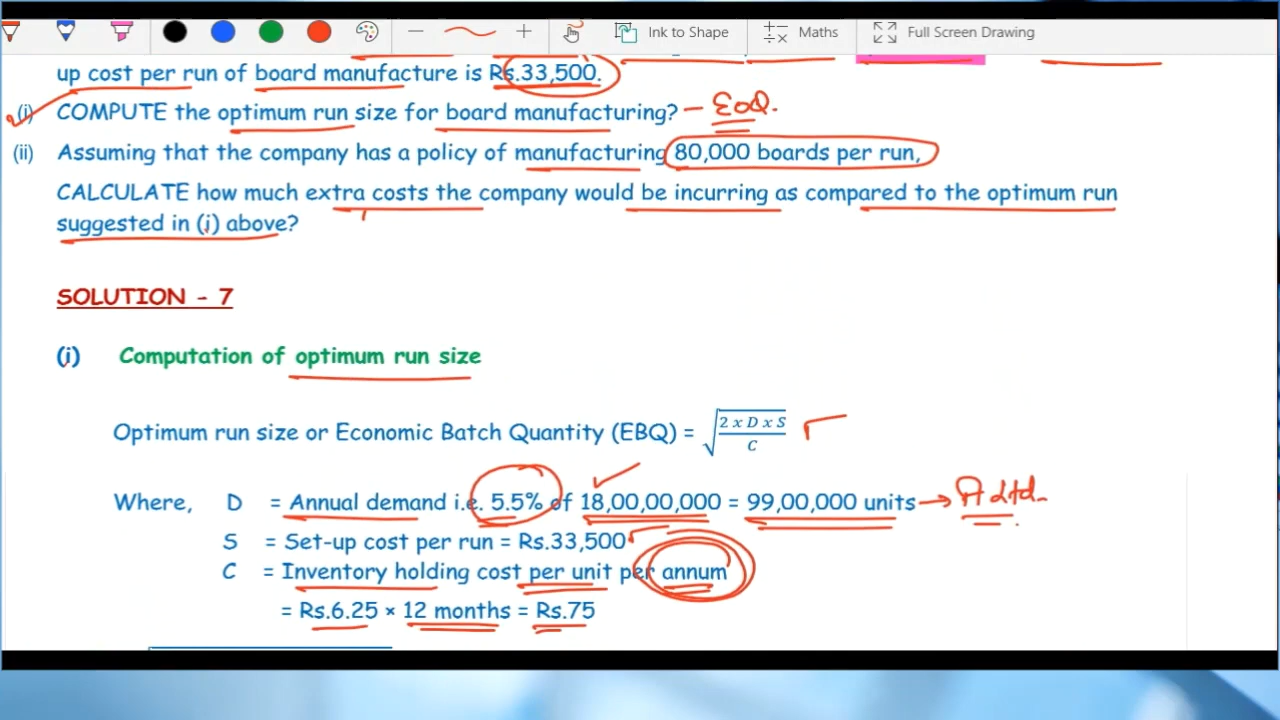 Ink to Shape Maths Full Screen Drawing
up cost per run of board manufacture is Rs.33,500.
(i) COMPUTE the optimum run size for board manufacturing? - EOQ.
(ii) Assuming that the company has a policy of manufacturing 80,000 boards per run,
CALCULATE how much extra costs the company would be incurring as compared to the optimum run
suggested in (i) above?
SOLUTION - 7
(i) Computation of optimum run size
Optimum run size or Economic Batch Quantity (EBQ) = √(2 x D x S / C)
Where, D = Annual demand i.e. 5.5% of 18,00,00,000 = 99,00,000 units → A Ltd.
S = Set-up cost per run = Rs.33,500
C = Inventory holding cost per unit per annum
= Rs.6.25 × 12 months = Rs.75